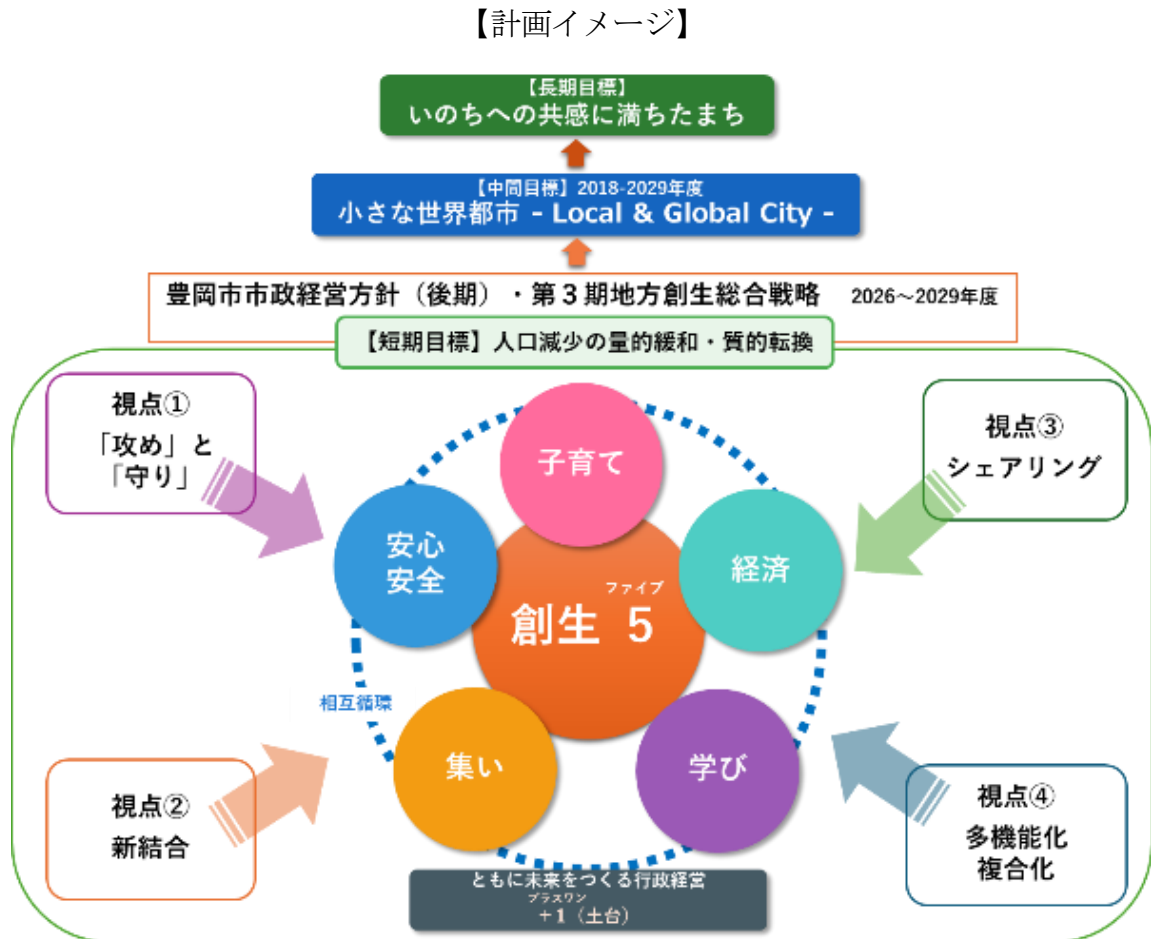 【計画イメージ】
【長期目標】
いのちへの共感に満ちたまち
【中間目標】2018-2029年度
小さな世界都市 - Local & Global City -
豊岡市市政経営方針（後期）・第３期地方創生総合戦略　2026～2029年度
【短期目標】人口減少の量的緩和・質的転換
視点①
「攻め」と
「守り」
視点③
シェアリング
子育て
安心
安全
経済
ファイブ
創生 5
相互循環
集い
学び
視点②
新結合
視点④
多機能化
複合化
ともに未来をつくる行政経営
プラスワン
+１（土台）